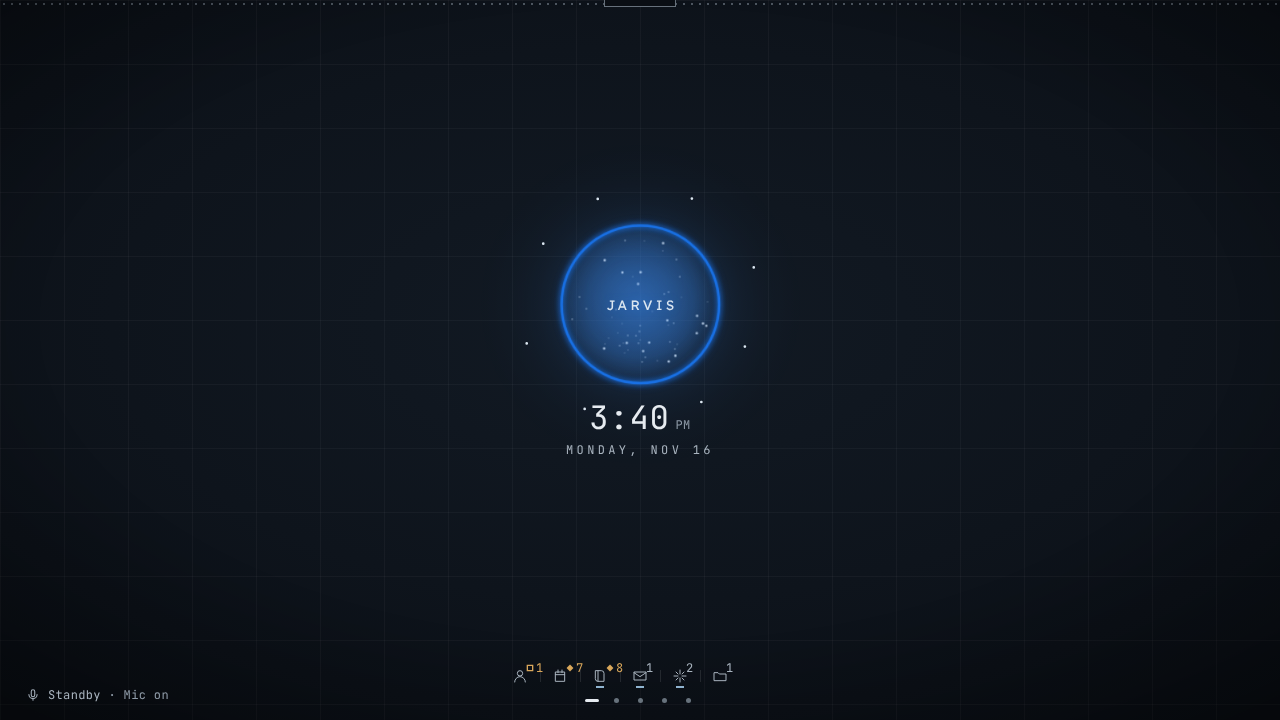 JARVIS
3:40 PM
MONDAY, NOV 16
1 7 8 1 2 1
Standby · Mic on